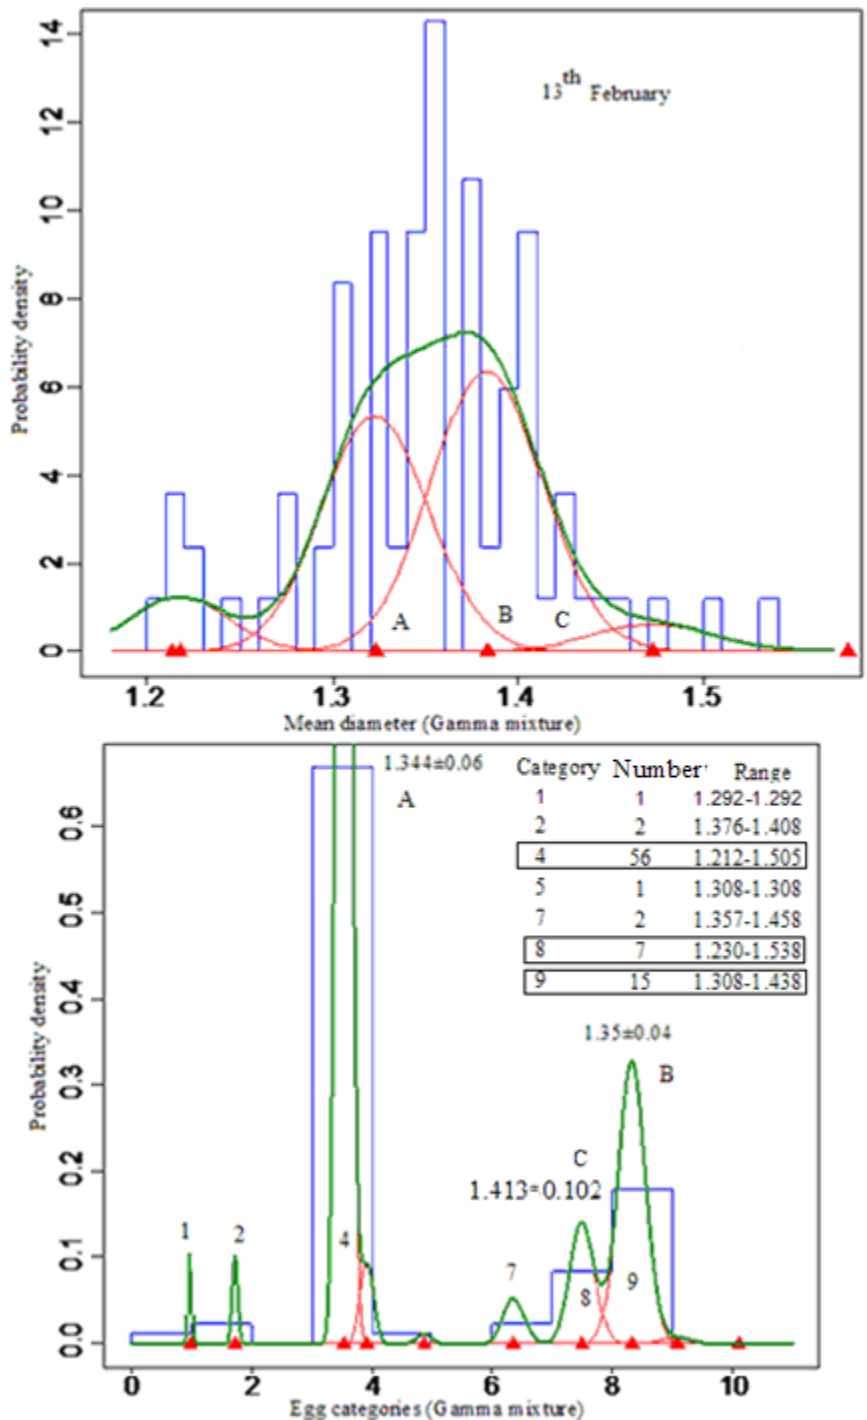 14
12
10
8
6
4
2
0
Probability density
13th February
A B C
1.2 1.3 1.4 1.5
Mean diameter (Gamma mixture)
0.6
0.5
0.4
0.3
0.2
0.1
0.0
Probability density
1.344±0.06
A
Category Number Range
1 1 1.292-1.292
2 2 1.376-1.408
4 56 1.212-1.505
5 1 1.308-1.308
7 2 1.357-1.458
8 7 1.230-1.538
9 15 1.308-1.438
1.35±0.04
B
C
1.413=0.102
1 2 4 7 8 9
0 2 4 6 8 10
Egg categories (Gamma mixture)